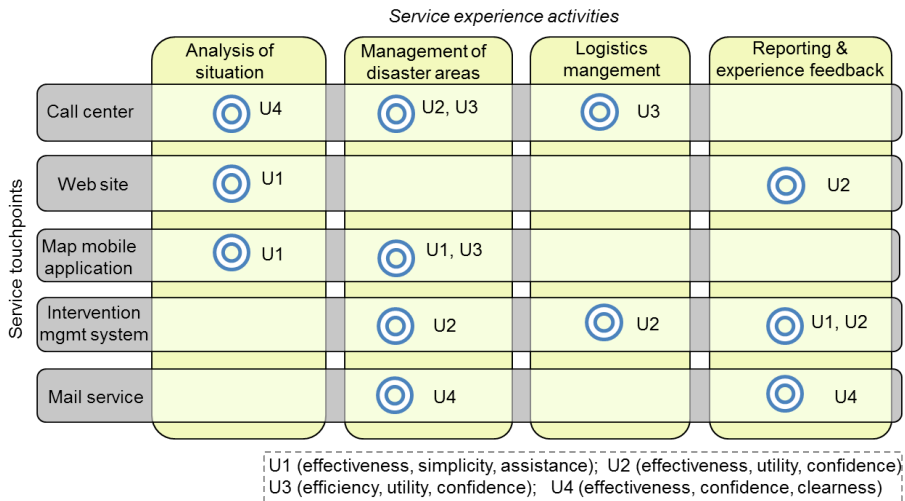 Service experience activities
Analysis of
situation
Management of
disaster areas
Logistics
mangement
Reporting &
experience feedback
Service touchpoints
Call center
U4
U2, U3
U3
Web site
U1
U2
Map mobile
application
U1
U1, U3
Intervention
mgmt system
U2
U2
U1, U2
Mail service
U4
U4
U1 (effectiveness, simplicity, assistance); U2 (effectiveness, utility, confidence)
U3 (efficiency, utility, confidence); U4 (effectiveness, confidence, clearness)